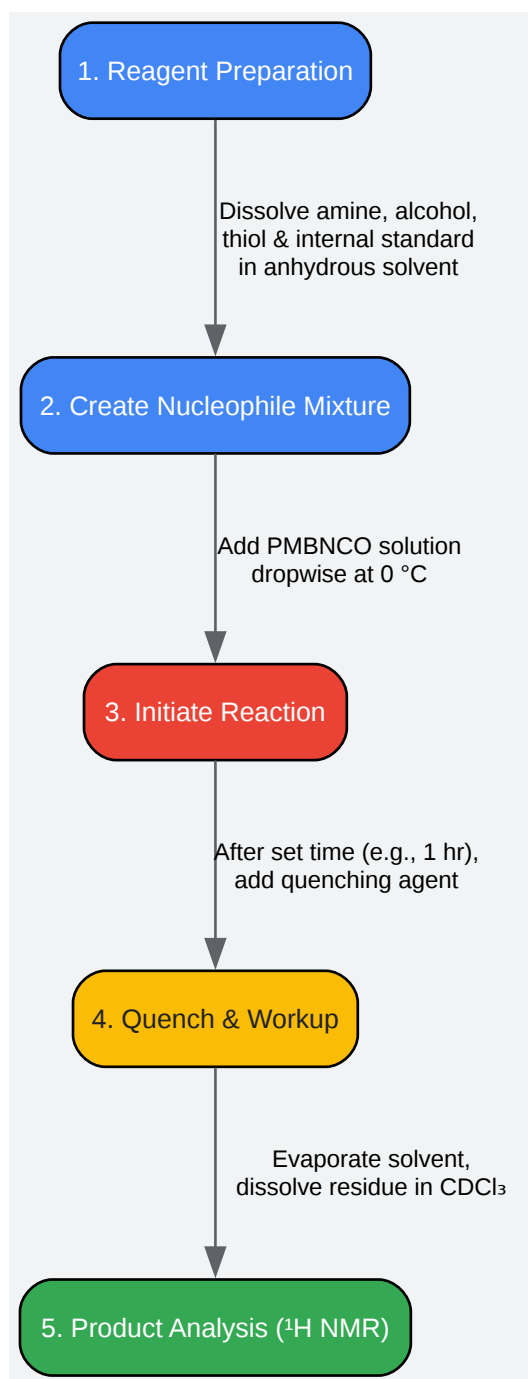 1. Reagent Preparation
Dissolve amine, alcohol,
thiol & internal standard
in anhydrous solvent
2. Create Nucleophile Mixture
Add PMBNCO solution
dropwise at 0 °C
3. Initiate Reaction
After set time (e.g., 1 hr),
add quenching agent
4. Quench & Workup
Evaporate solvent,
dissolve residue in CDCl₃
5. Product Analysis (¹H NMR)